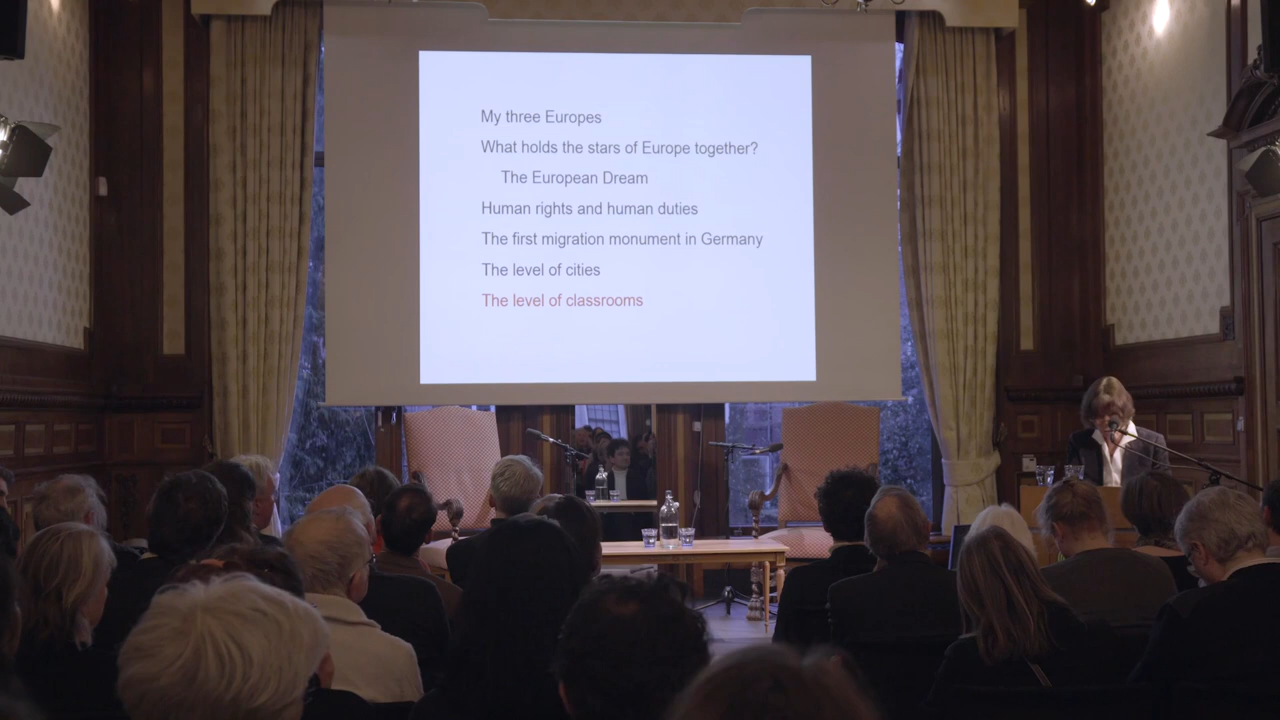 My three Europes
What holds the stars of Europe together?
The European Dream
Human rights and human duties
The first migration monument in Germany
The level of cities
The level of classrooms